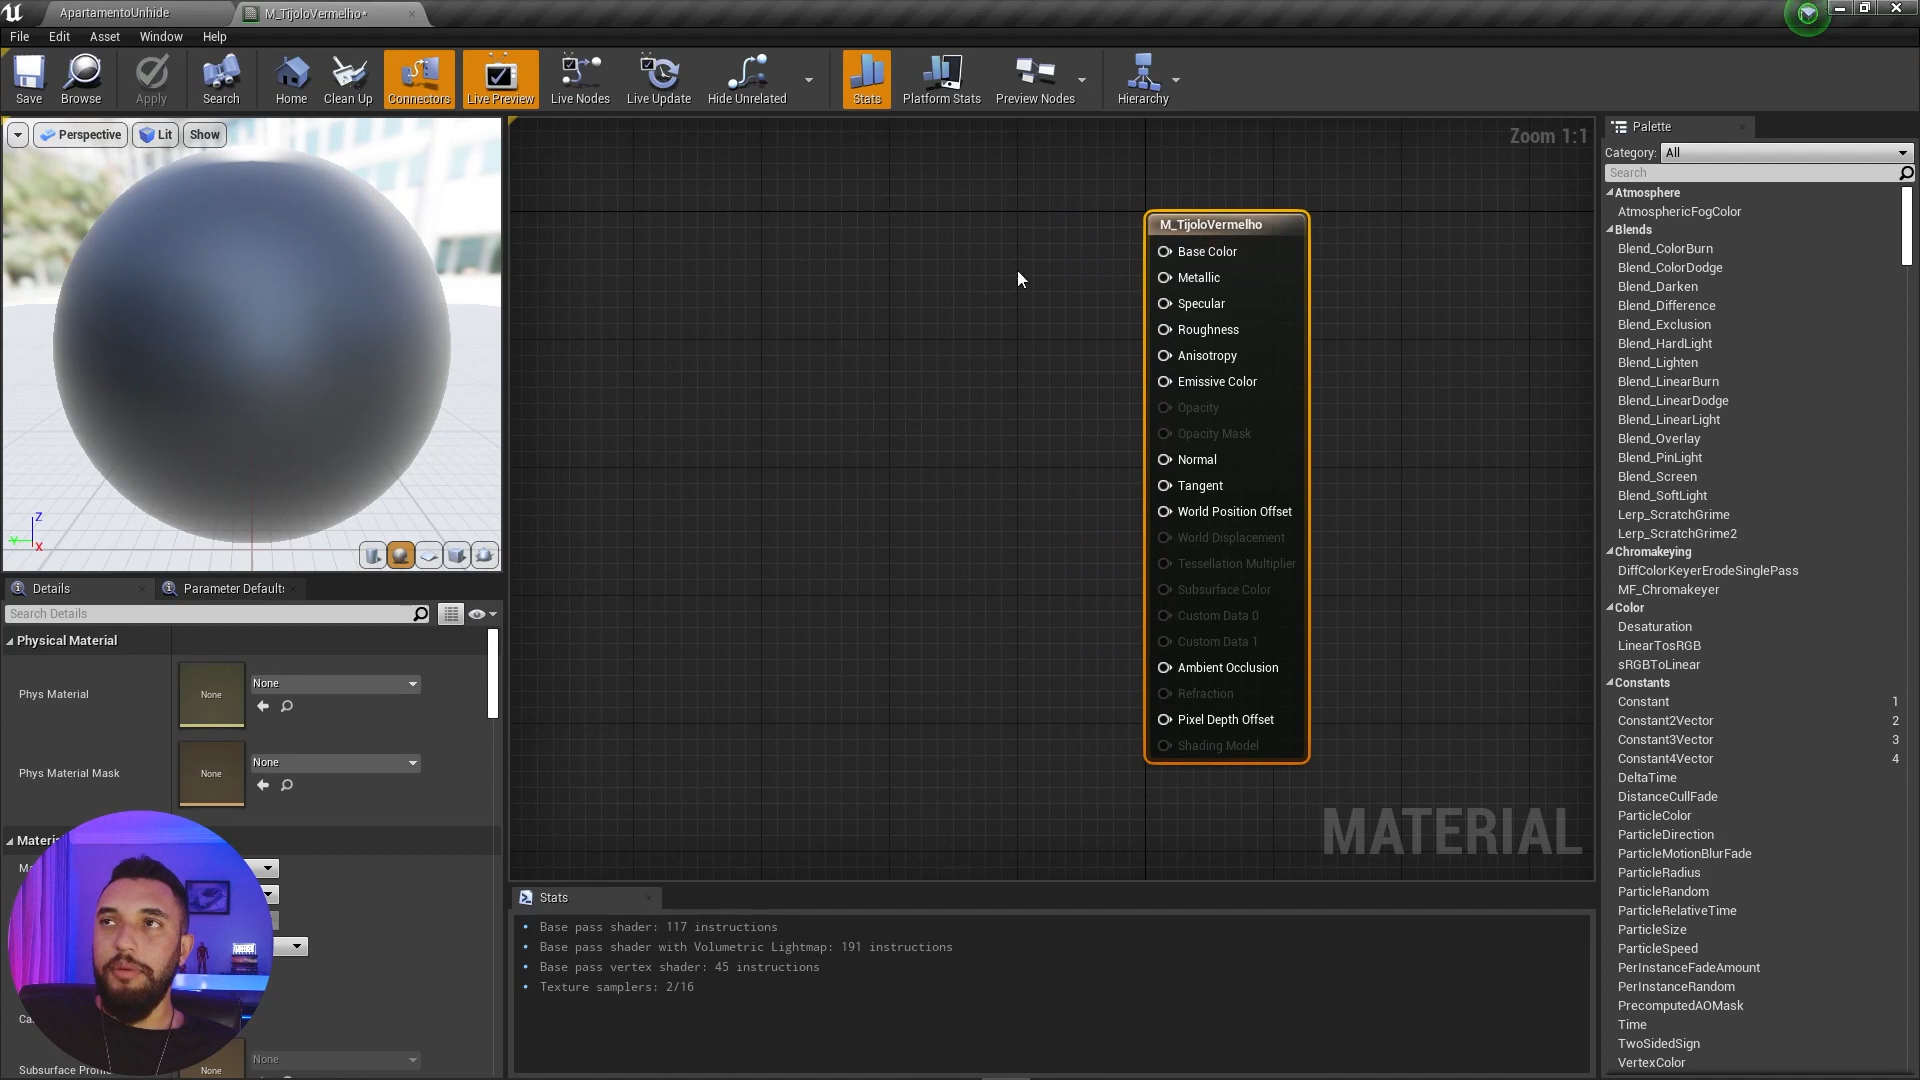 ApartamentoUnhide
M_TijoloVermelho*
File Edit Asset Window Help
Save Browse Apply Search Home Clean Up Connectors Live Preview Live Nodes Live Update Hide Unrelated Stats Platform Stats Preview Nodes Hierarchy
Perspective Lit Show
Zoom 1:1
Z
Y
X
M_TijoloVermelho
Base Color
Metallic
Specular
Roughness
Anisotropy
Emissive Color
Opacity
Opacity Mask
Normal
Tangent
World Position Offset
World Displacement
Tessellation Multiplier
Subsurface Color
Custom Data 0
Custom Data 1
Ambient Occlusion
Refraction
Pixel Depth Offset
Shading Model
MATERIAL
Details
Parameter Defaults
Search Details
Physical Material
Phys Material None None
Phys Material Mask None None
None
None
Stats
Base pass shader: 117 instructions
Base pass shader with Volumetric Lightmap: 191 instructions
Base pass vertex shader: 45 instructions
Texture samplers: 2/16
Palette
Category: All
Search
Atmosphere
AtmosphericFogColor
Blends
Blend_ColorBurn
Blend_ColorDodge
Blend_Darken
Blend_Difference
Blend_Exclusion
Blend_HardLight
Blend_Lighten
Blend_LinearBurn
Blend_LinearDodge
Blend_LinearLight
Blend_Overlay
Blend_PinLight
Blend_Screen
Blend_SoftLight
Lerp_ScratchGrime
Lerp_ScratchGrime2
Chromakeying
DiffColorKeyerErodeSinglePass
MF_Chromakeyer
Color
Desaturation
LinearTosRGB
sRGBToLinear
Constants
Constant 1
Constant2Vector 2
Constant3Vector 3
Constant4Vector 4
DeltaTime
DistanceCullFade
ParticleColor
ParticleDirection
ParticleMotionBlurFade
ParticleRadius
ParticleRandom
ParticleRelativeTime
ParticleSize
ParticleSpeed
PerInstanceFadeAmount
PerInstanceRandom
PrecomputedAOMask
Time
TwoSidedSign
VertexColor